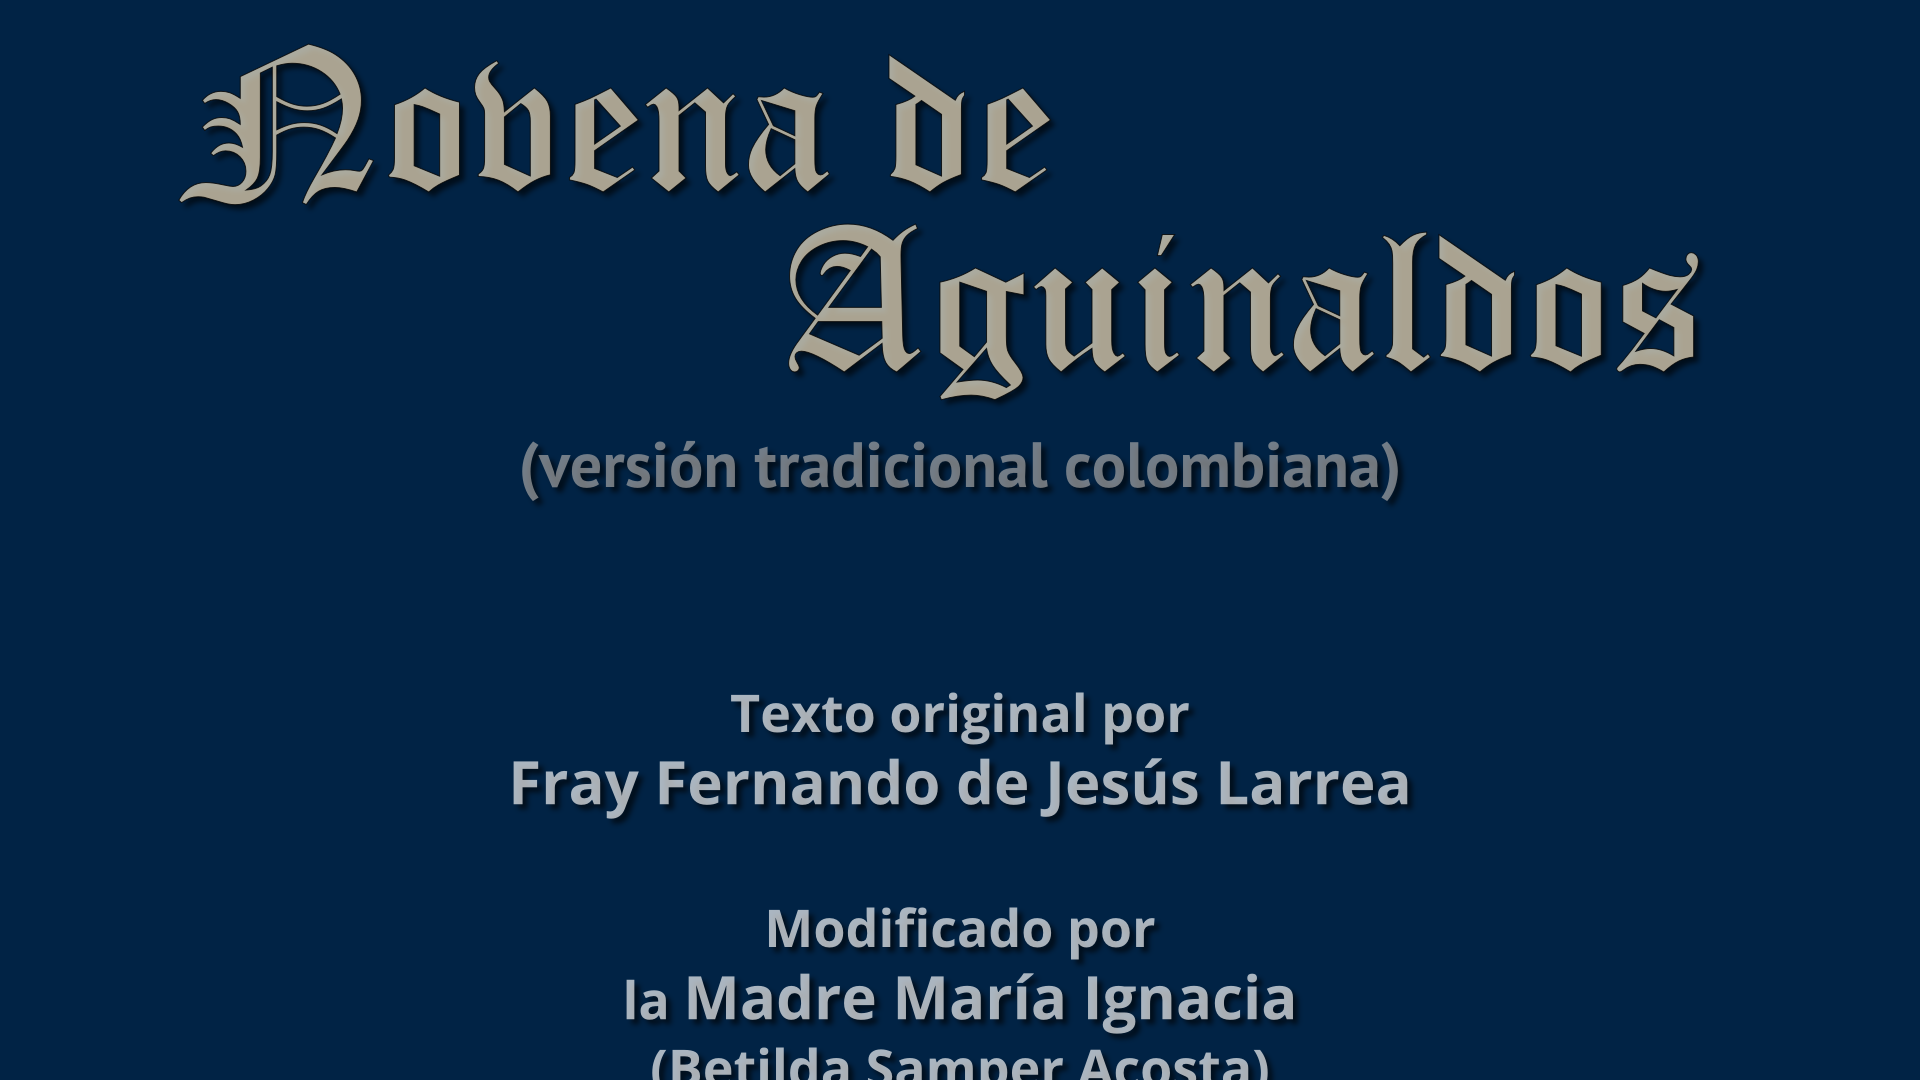 Novena de
Aguinaldos
(versión tradicional colombiana)
Texto original por
Fray Fernando de Jesús Larrea
Modificado por
la Madre María Ignacia
(Betilda Samper Acosta)